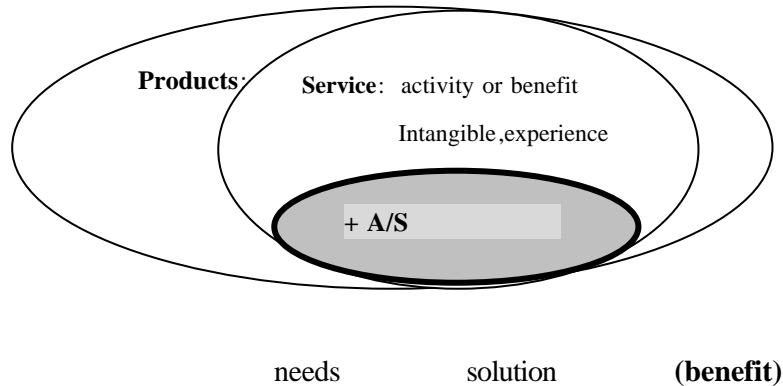 Products: Service: activity or benefit
Intangible ,experience
+ A/S
needs solution (benefit)